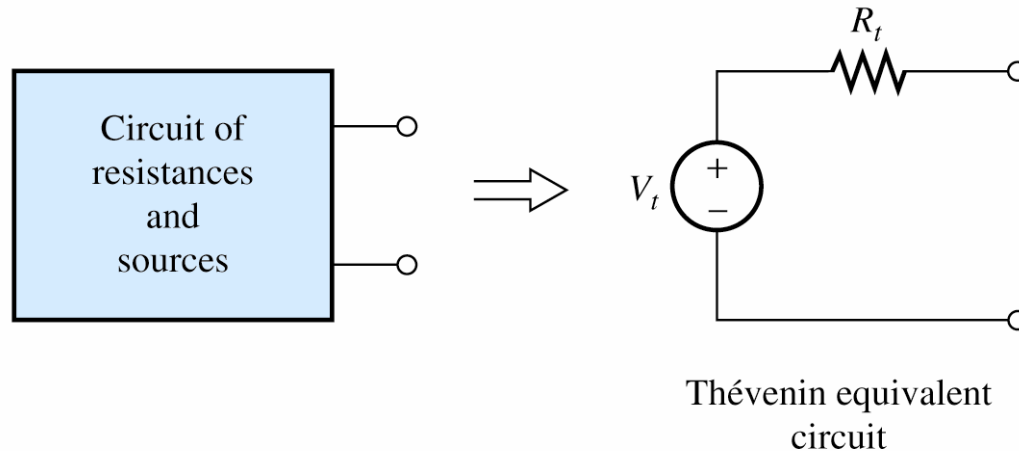 Circuit of
resistances
and
sources
R_t
V_t
+
−
Thévenin equivalent
circuit